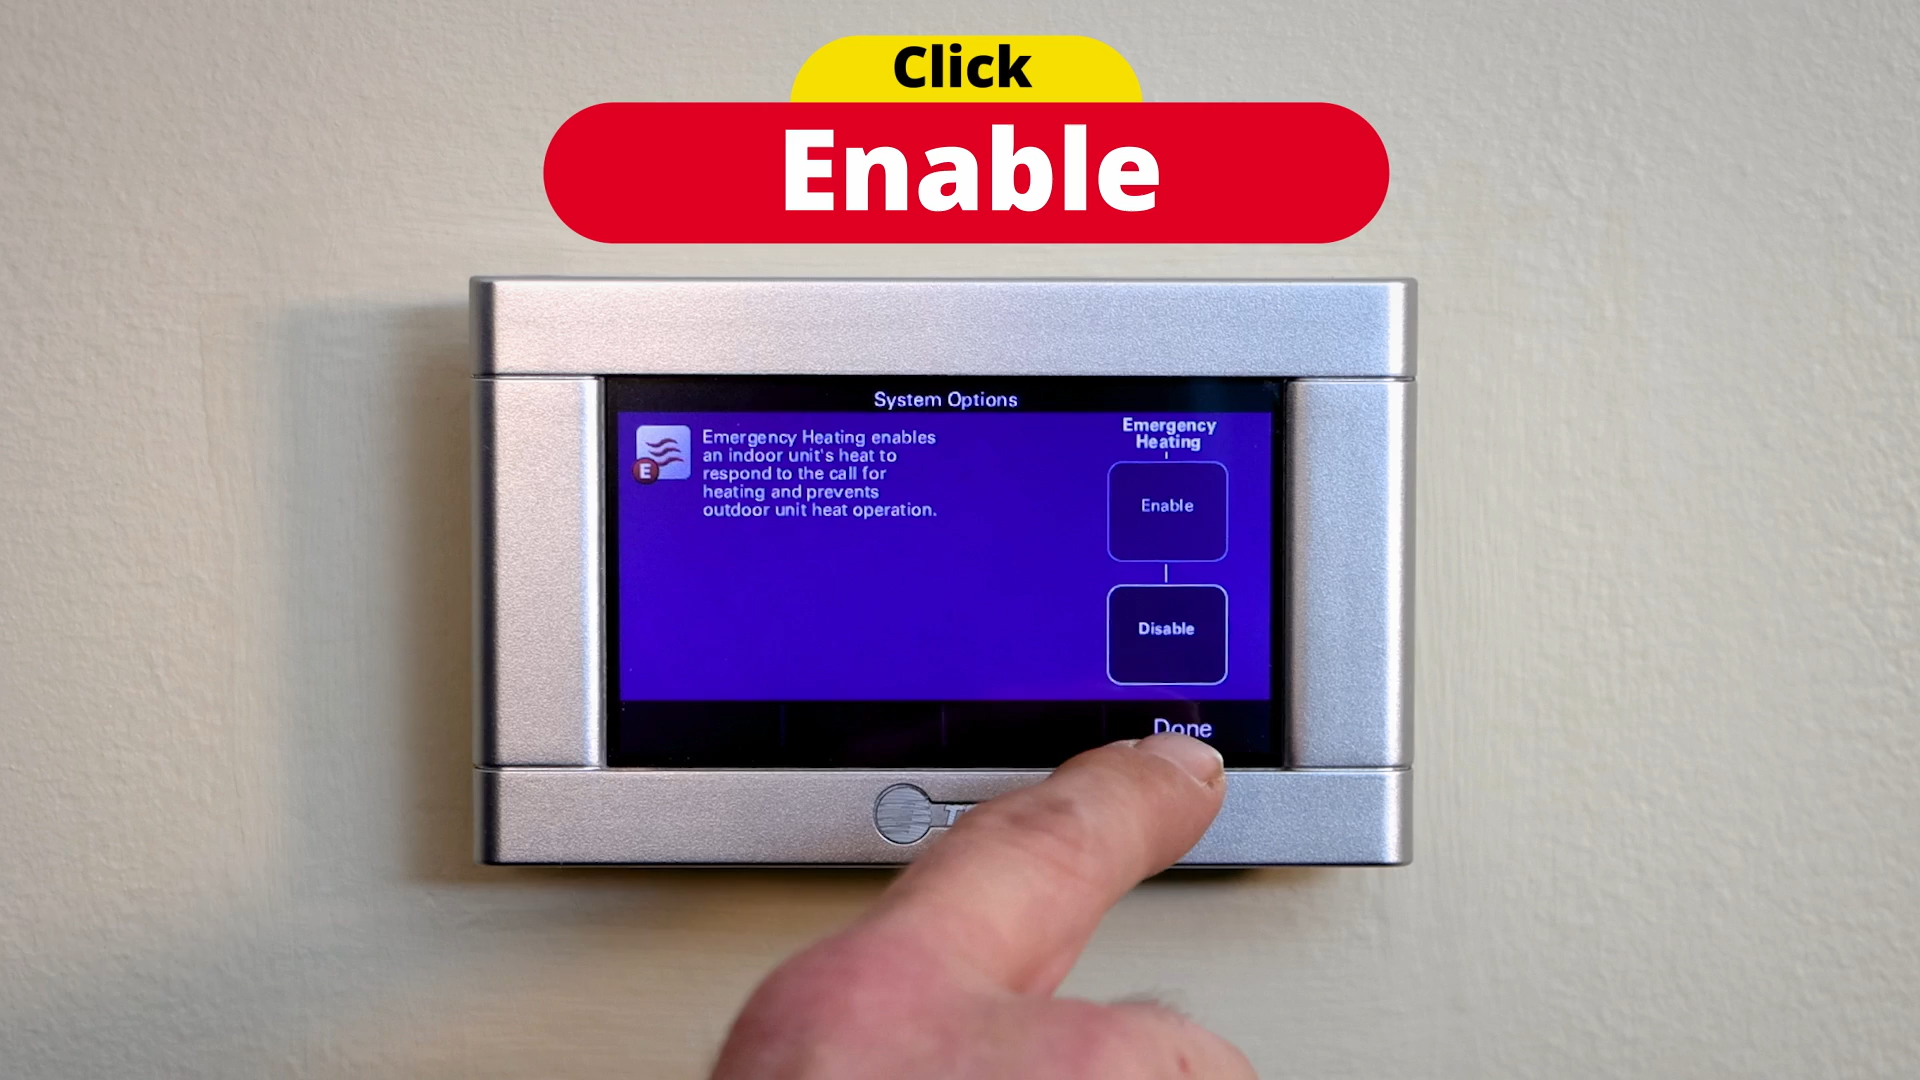 Click
Enable
System Options
Emergency Heating enables
an indoor unit's heat to
respond to the call for
heating and prevents
outdoor unit heat operation.
E
Emergency
Heating
Enable
Disable
Done